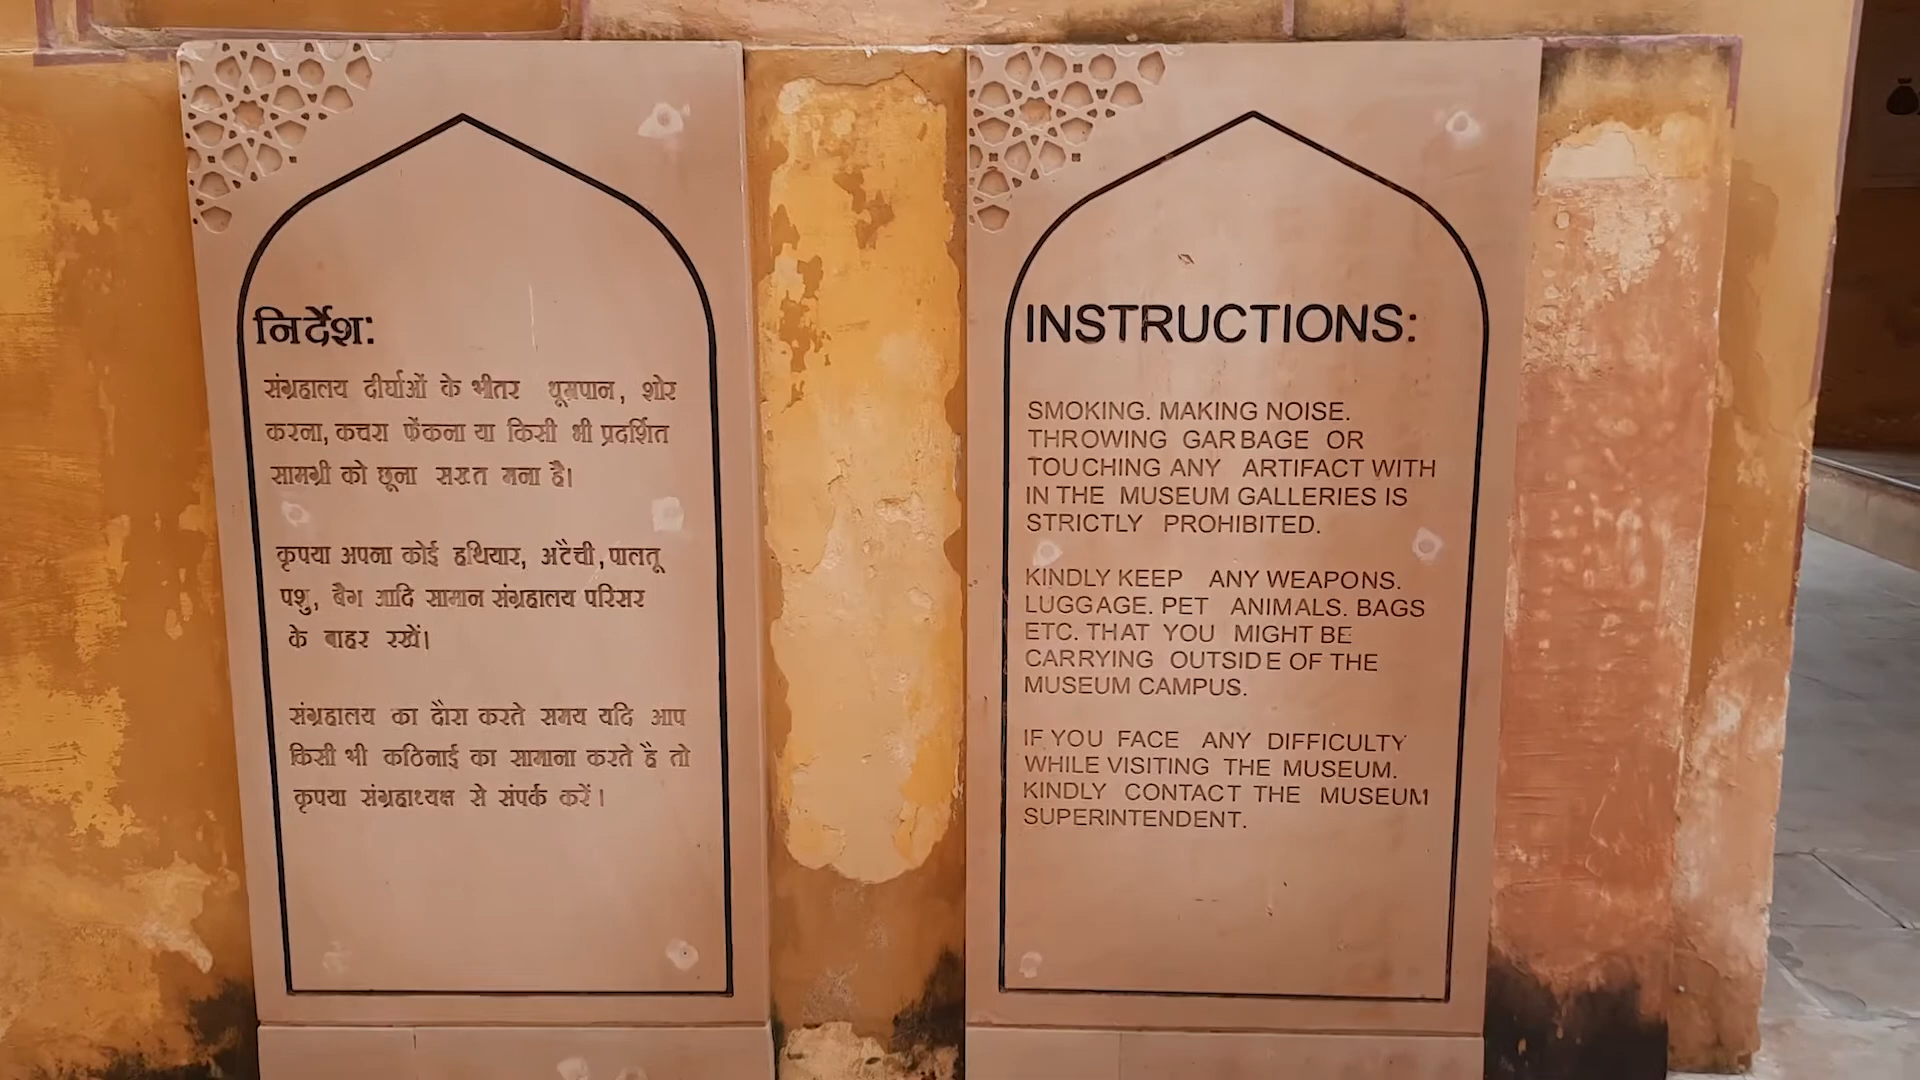 निर्देश:
संग्रहालय दीर्घाओं के भीतर धूम्रपान, शोर
करना, कचरा फेंकना या किसी भी प्रदर्शित
सामग्री को छूना सख्त मना है।
कृपया अपना कोई हथियार, अटैची, पालतू
पशु, बैग आदि सामान संग्रहालय परिसर
के बाहर रखें।
संग्रहालय का दौरा करते समय यदि आप
किसी भी कठिनाई का सामाना करते है तो
कृपया संग्रहाध्यक्ष से संपर्क करें।
INSTRUCTIONS:
SMOKING. MAKING NOISE.
THROWING GARBAGE OR
TOUCHING ANY ARTIFACT WITH
IN THE MUSEUM GALLERIES IS
STRICTLY PROHIBITED.
KINDLY KEEP ANY WEAPONS.
LUGGAGE. PET ANIMALS. BAGS
ETC. THAT YOU MIGHT BE
CARRYING OUTSIDE OF THE
MUSEUM CAMPUS.
IF YOU FACE ANY DIFFICULTY
WHILE VISITING THE MUSEUM.
KINDLY CONTACT THE MUSEUM
SUPERINTENDENT.